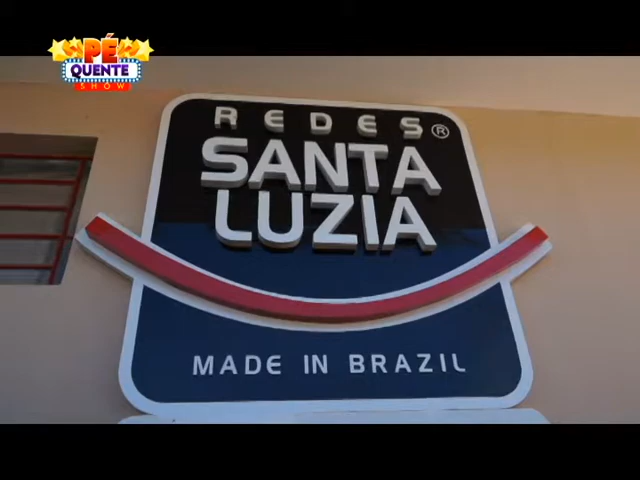 PÉ
QUENTE
SHOW
REDES ®
SANTA
LUZIA
MADE IN BRAZIL